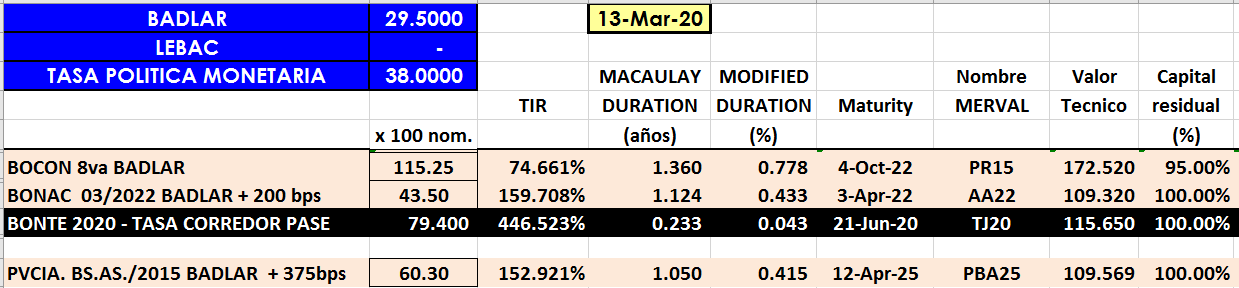 BADLAR 29.5000 13-Mar-20
LEBAC -
TASA POLITICA MONETARIA 38.0000 MACAULAY MODIFIED Nombre Valor Capital
TIR DURATION DURATION Maturity MERVAL Tecnico residual
x 100 nom. (años) (%) (%)
BOCON 8va BADLAR 115.25 74.661% 1.360 0.778 4-Oct-22 PR15 172.520 95.00%
BONAC 03/2022 BADLAR + 200 bps 43.50 159.708% 1.124 0.433 3-Apr-22 AA22 109.320 100.00%
BONTE 2020 - TASA CORREDOR PASE 79.400 446.523% 0.233 0.043 21-Jun-20 TJ20 115.650 100.00%
PVCIA. BS.AS./2015 BADLAR + 375bps 60.30 152.921% 1.050 0.415 12-Apr-25 PBA25 109.569 100.00%